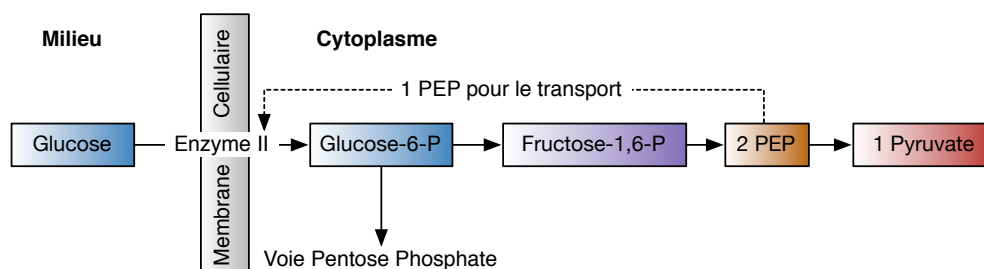 Milieu
Cellulaire
Cytoplasme
1 PEP pour le transport
Glucose
Enzyme II
Glucose-6-P
Fructose-1,6-P
2 PEP
1 Pyruvate
Membrane
Voie Pentose Phosphate